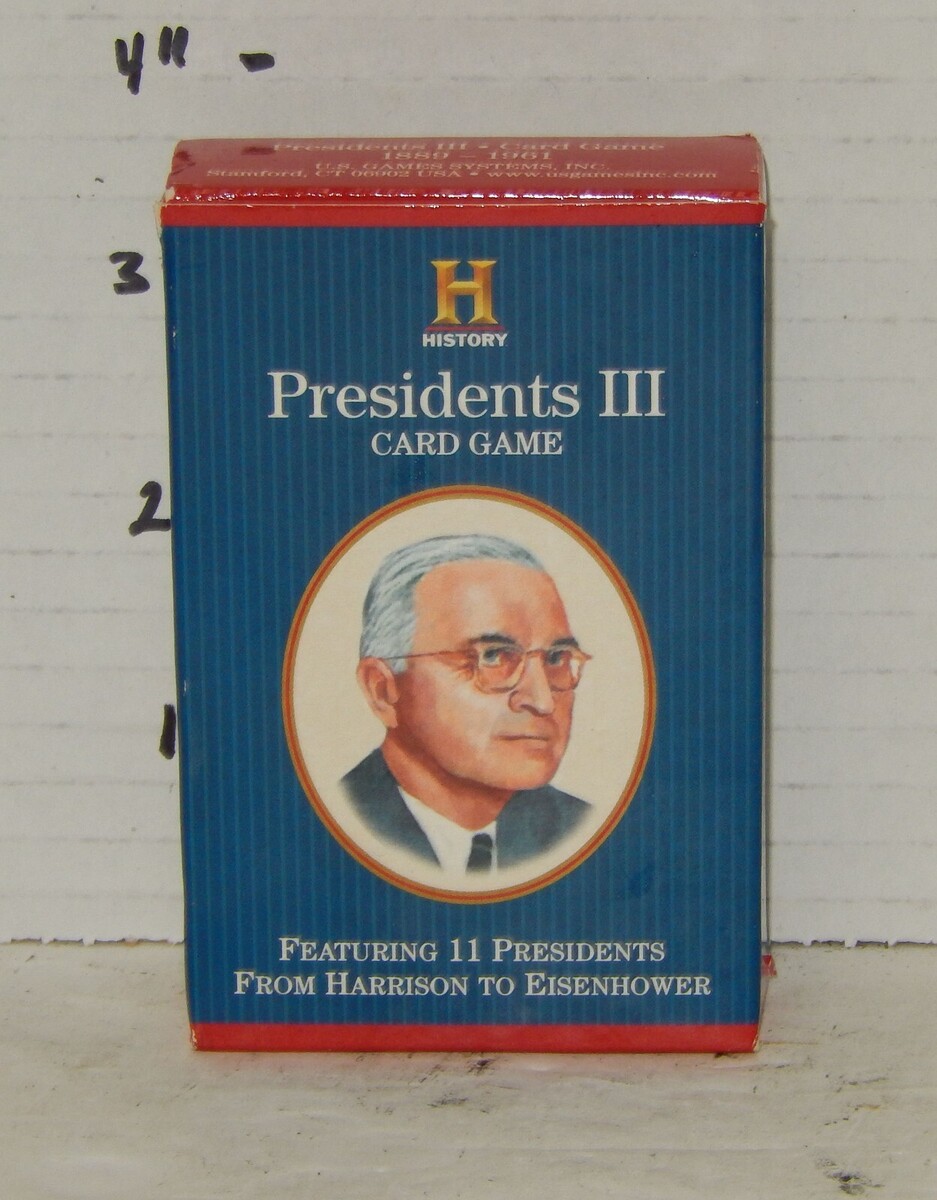 4" -
Presidents III • Card Game
1889 – 1961
U.S. GAMES SYSTEMS, INC.
Stamford, CT 06902 USA • www.usgamesinc.com
3
H
HISTORY
Presidents III
CARD GAME
2
1
FEATURING 11 PRESIDENTS
FROM HARRISON TO EISENHOWER